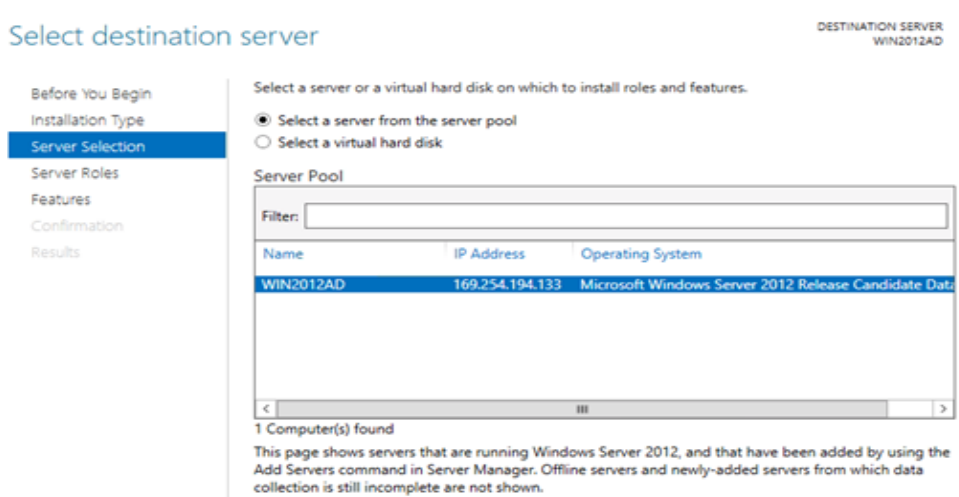 Select destination server
DESTINATION SERVER
WIN2012AD
Before You Begin
Installation Type
Server Selection
Server Roles
Features
Confirmation
Results
Select a server or a virtual hard disk on which to install roles and features.
Select a server from the server pool
Select a virtual hard disk
Server Pool
Filter:
Name IP Address Operating System
WIN2012AD 169.254.194.133 Microsoft Windows Server 2012 Release Candidate Data
1 Computer(s) found
This page shows servers that are running Windows Server 2012, and that have been added by using the
Add Servers command in Server Manager. Offline servers and newly-added servers from which data
collection is still incomplete are not shown.